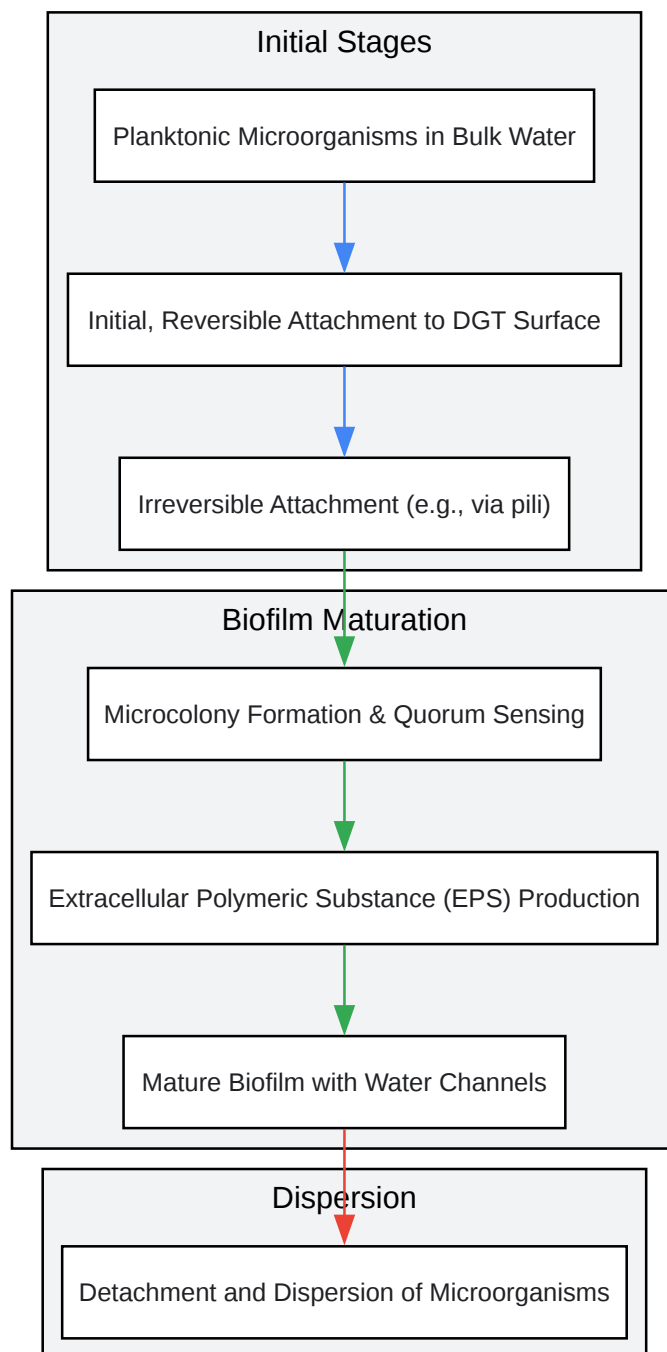 Initial Stages
Planktonic Microorganisms in Bulk Water
Initial, Reversible Attachment to DGT Surface
Irreversible Attachment (e.g., via pili)
Biofilm Maturation
Microcolony Formation & Quorum Sensing
Extracellular Polymeric Substance (EPS) Production
Mature Biofilm with Water Channels
Dispersion
Detachment and Dispersion of Microorganisms